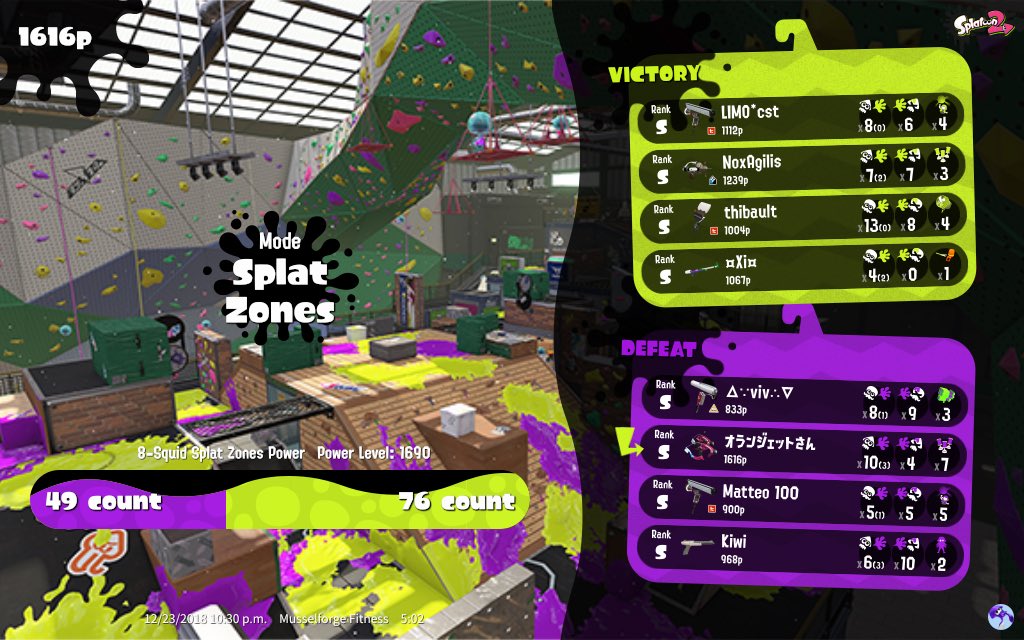 1616p
Splatoon 2
Mode
Splat
Zones
8-Squid Splat Zones Power Power Level: 1690
49 count
76 count
12/23/2018 10:30 p.m. Musselforge Fitness 5:02
VICTORY
Rank S LIMO*cst 1112p x8(0) x6 x4
Rank S NoxAgilis 1239p x7(2) x7 x3
Rank S thibault 1004p x13(0) x8 x4
Rank S ¤Xi¤ 1067p x4(2) x0 x1
DEFEAT
Rank S Δ∵viv∴∇ 833p x8(1) x9 x3
Rank S オランジェットさん 1616p x10(3) x4 x7
Rank S Matteo 100 900p x5(1) x5 x5
Rank S Kiwi 968p x6(3) x10 x2